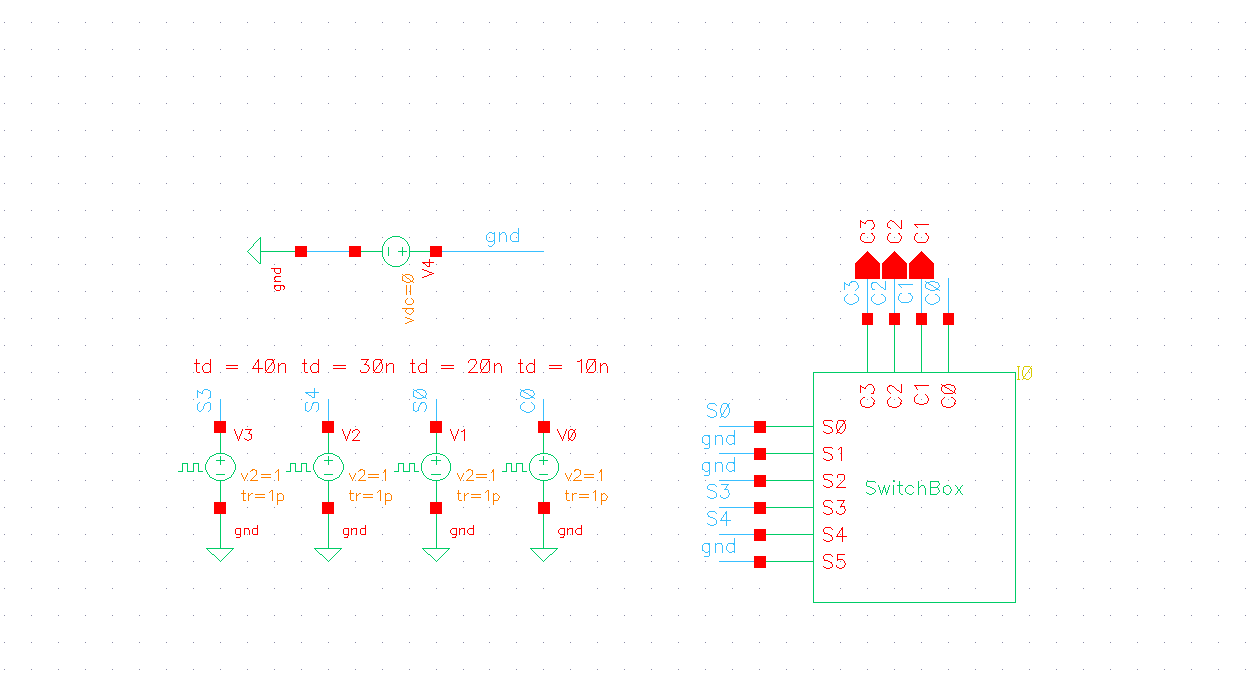 gnd
gnd
V4
vdc=0
td = 40n
td = 30n
td = 20n
td = 10n
S3
S4
S0
C0
V3
V2
V1
V0
v2=.1
tr=1p
v2=.1
tr=1p
v2=.1
tr=1p
v2=.1
tr=1p
gnd
gnd
gnd
gnd
C3
C2
C1
C3
C2
C1
C0
I0
C3
C2
C1
C0
S0
S0
gnd
S1
gnd
S2
S3
S3
S4
S4
gnd
S5
SwitchBox